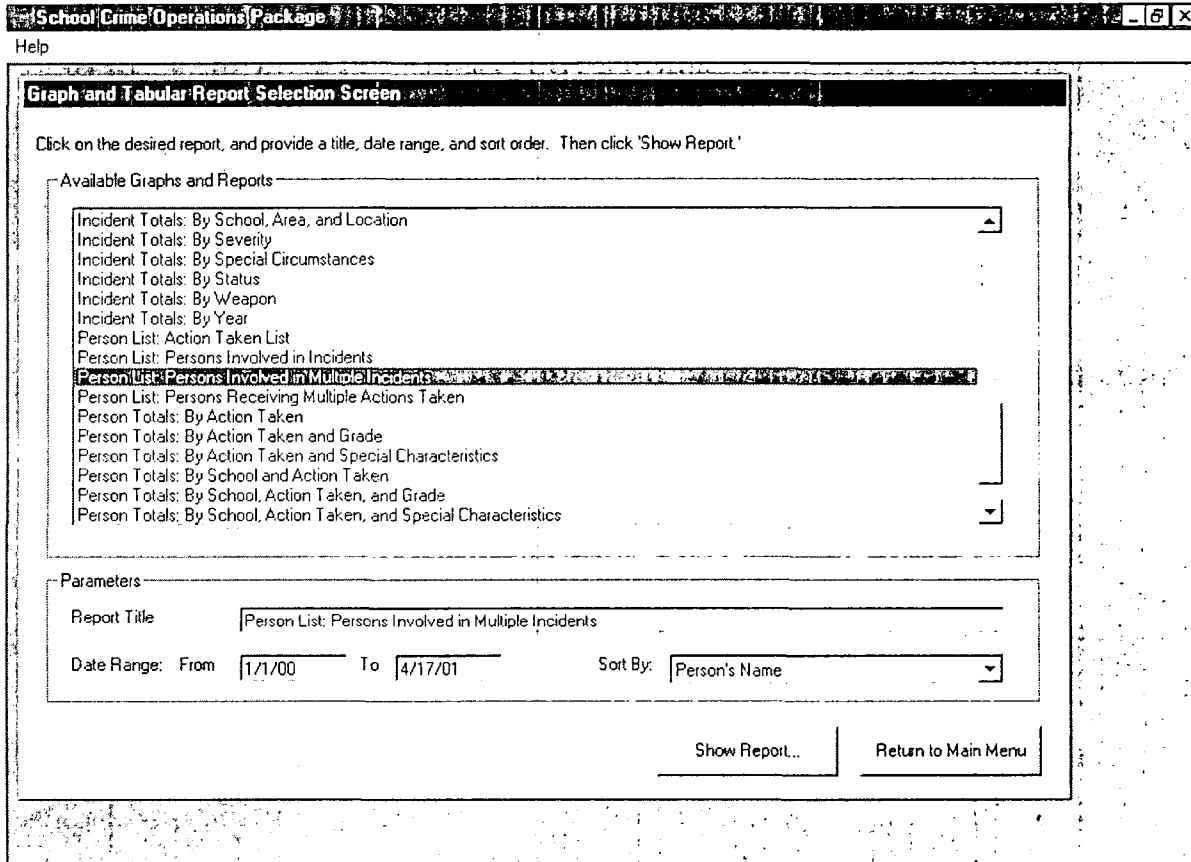 School Crime Operations Package
Help
Graph and Tabular Report Selection Screen
Click on the desired report, and provide a title, date range, and sort order. Then click 'Show Report.'
Available Graphs and Reports
Incident Totals: By School, Area, and Location
Incident Totals: By Severity
Incident Totals: By Special Circumstances
Incident Totals: By Status
Incident Totals: By Weapon
Incident Totals: By Year
Person List: Action Taken List
Person List: Persons Involved in Incidents
Person List: Persons Involved in Multiple Incidents
Person List: Persons Receiving Multiple Actions Taken
Person Totals: By Action Taken
Person Totals: By Action Taken and Grade
Person Totals: By Action Taken and Special Characteristics
Person Totals: By School and Action Taken
Person Totals: By School, Action Taken, and Grade
Person Totals: By School, Action Taken, and Special Characteristics
Parameters
Report Title Person List: Persons Involved in Multiple Incidents
Date Range: From 1/1/00 To 4/17/01 Sort By: Person's Name
Show Report... Return to Main Menu